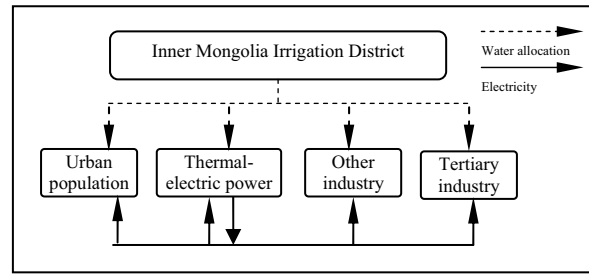 Inner Mongolia Irrigation District
Water allocation
Electricity
Urban
population
Thermal-
electric power
Other
industry
Tertiary
industry